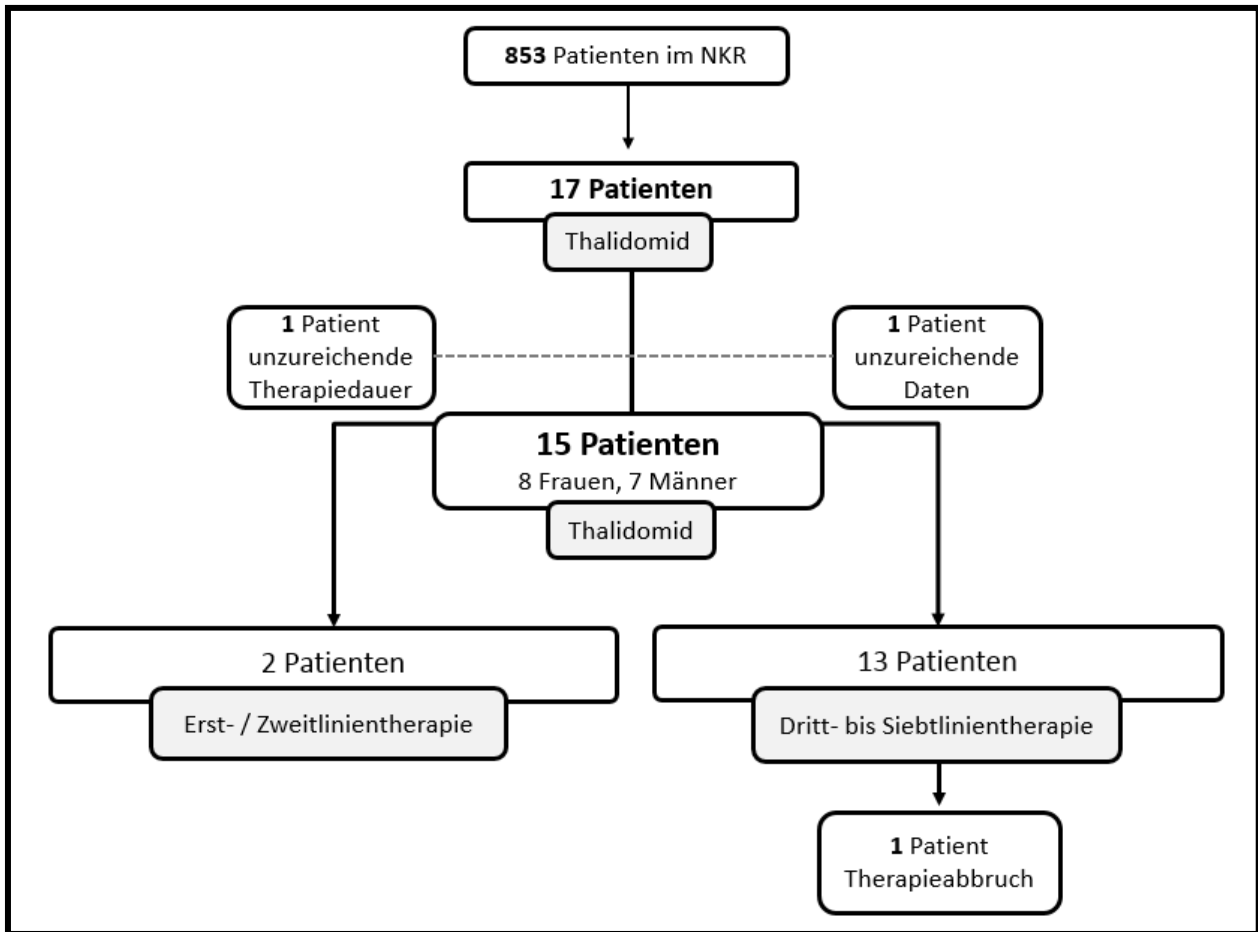 853 Patienten im NKR
17 Patienten
Thalidomid
1 Patient
unzureichende
Therapiedauer
1 Patient
unzureichende
Daten
15 Patienten
8 Frauen, 7 Männer
Thalidomid
2 Patienten
Erst- / Zweitlinientherapie
13 Patienten
Dritt- bis Siebtlinientherapie
1 Patient
Therapieabbruch